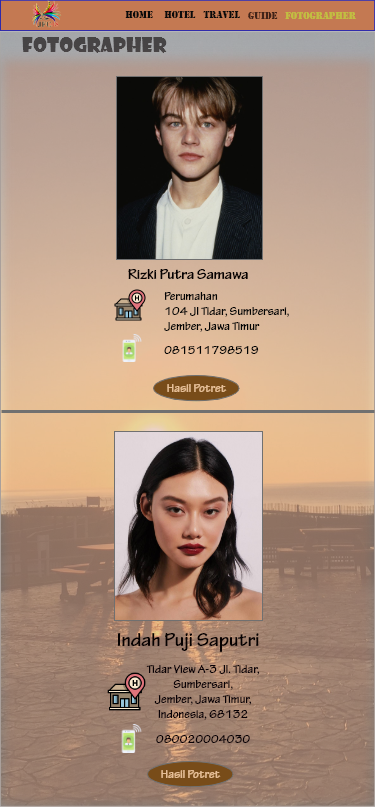 HOME HOTEL TRAVEL GUIDE FOTOGRAPHER
FOTOGRAPHER
Rizki Putra Samawa
H
Perumahan
104 Jl Tidar, Sumbersari,
Jember, Jawa Timur
081511798519
Hasil Potret
Indah Puji Saputri
H
Tidar View A-3 Jl. Tidar,
Sumbersari,
Jember, Jawa Timur,
Indonesia, 68132
080020004030
Hasil Potret